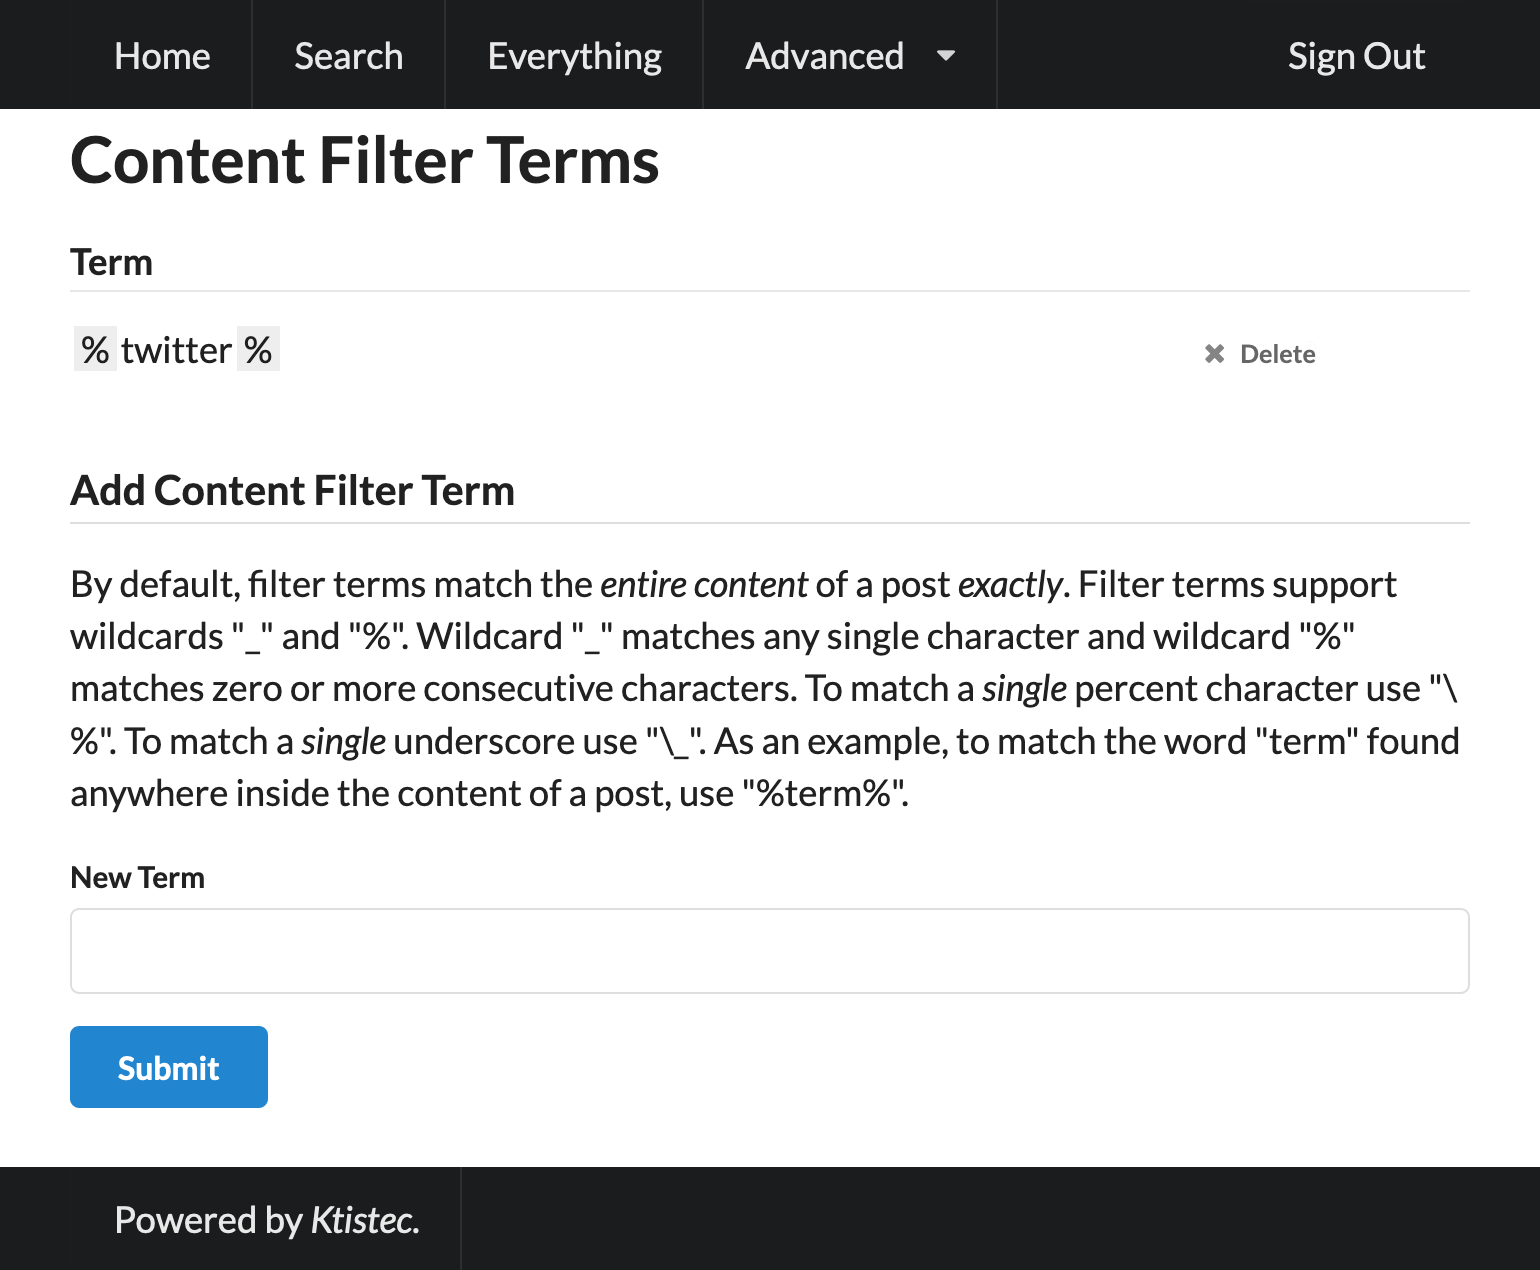 Home Search Everything Advanced Sign Out
Content Filter Terms
Term
% twitter % Delete
Add Content Filter Term
By default, filter terms match the entire content of a post exactly. Filter terms support
wildcards "_" and "%". Wildcard "_" matches any single character and wildcard "%"
matches zero or more consecutive characters. To match a single percent character use "\
%". To match a single underscore use "\_". As an example, to match the word "term" found
anywhere inside the content of a post, use "%term%".
New Term
Submit
Powered by Ktistec.